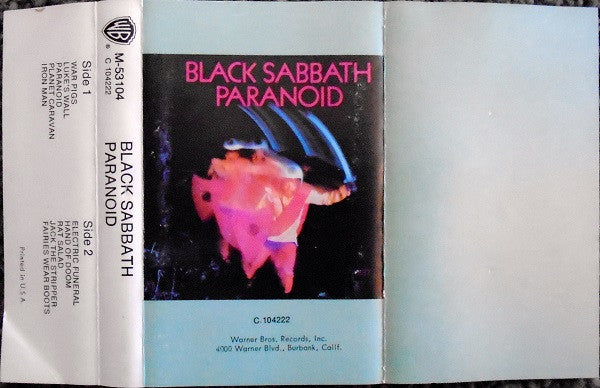 Side 1
WAR PIGS
LUKE'S WALL
PARANOID
PLANET CARAVAN
IRON MAN
Side 2
ELECTRIC FUNERAL
HAND OF DOOM
RAT SALAD
JACK THE STRIPPER
FAIRIES WEAR BOOTS
Printed in U.S.A.
WB
®
M-53104
C 104222
BLACK SABBATH
PARANOID
BLACK SABBATH
PARANOID
C. 104222
Warner Bros. Records, Inc.
4000 Warner Blvd., Burbank, Calif.